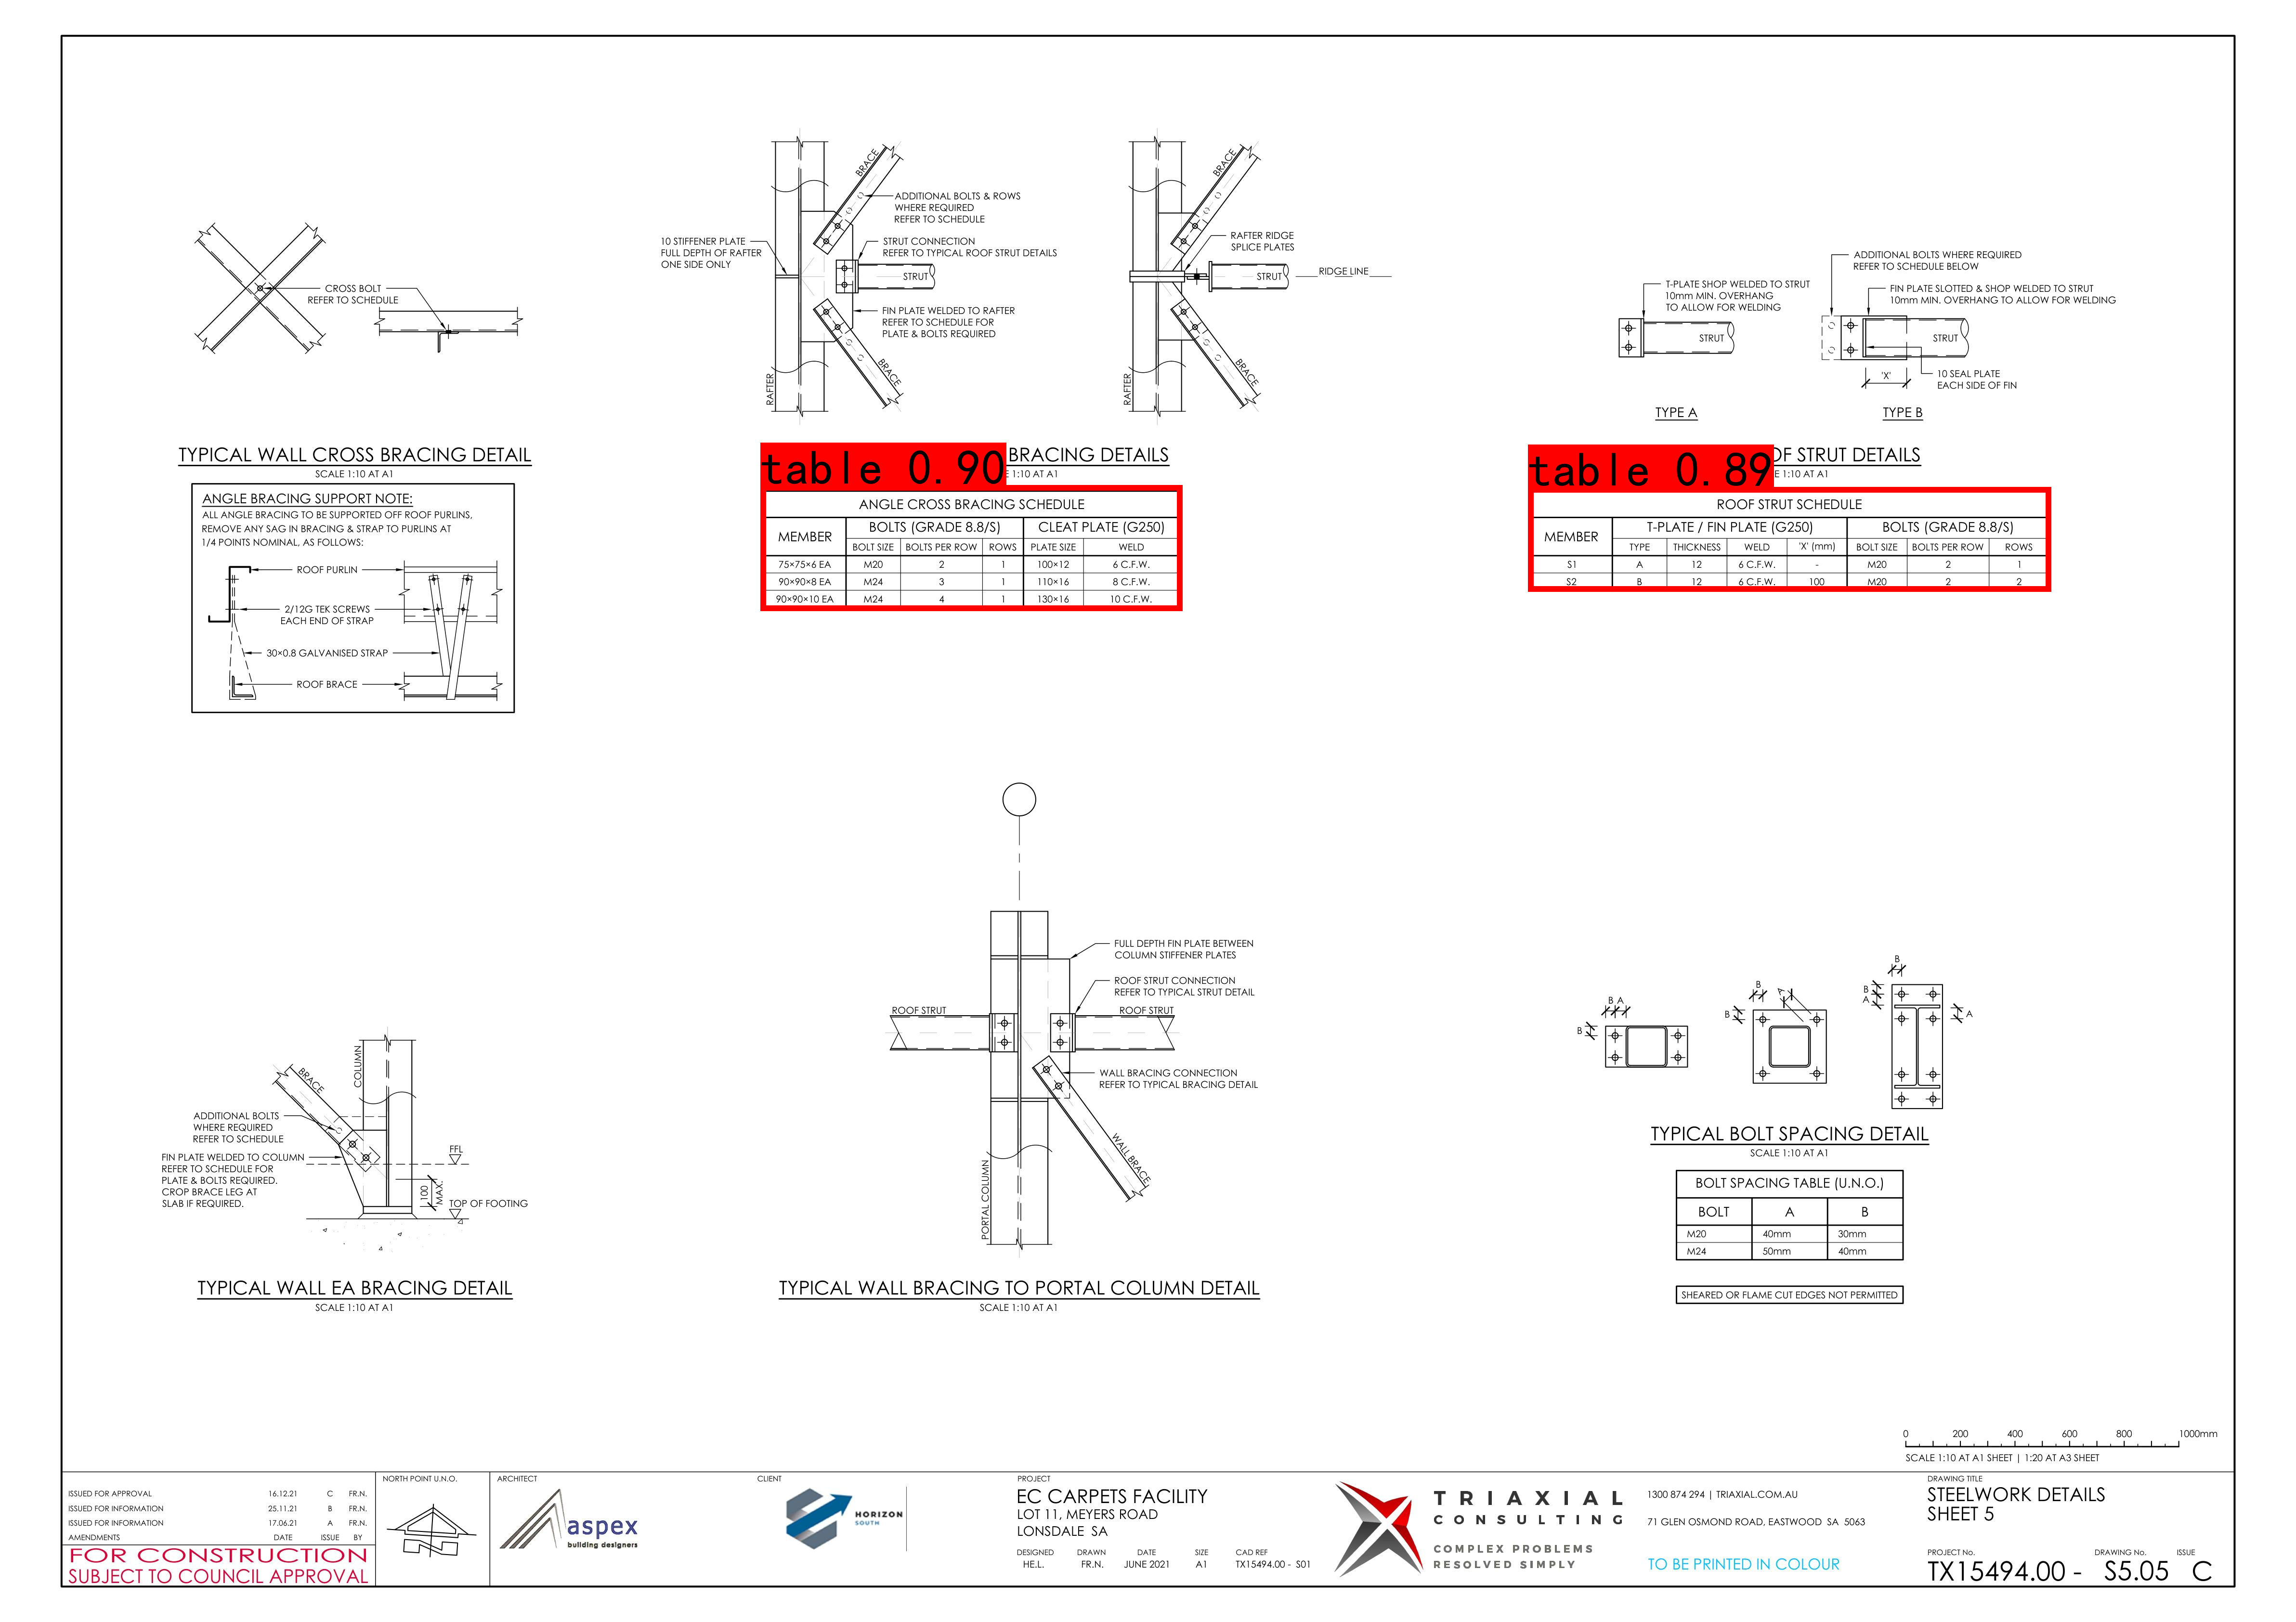 BRACE
ADDITIONAL BOLTS & ROWS
WHERE REQUIRED
REFER TO SCHEDULE
10 STIFFENER PLATE
FULL DEPTH OF RAFTER
ONE SIDE ONLY
STRUT CONNECTION
REFER TO TYPICAL ROOF STRUT DETAILS
STRUT
FIN PLATE WELDED TO RAFTER
REFER TO SCHEDULE FOR
PLATE & BOLTS REQUIRED
BRACE
RAFTER
BRACE
RAFTER RIDGE
SPLICE PLATES
STRUT
RIDGE LINE
BRACE
RAFTER
CROSS BOLT
REFER TO SCHEDULE
T-PLATE SHOP WELDED TO STRUT
10mm MIN. OVERHANG
TO ALLOW FOR WELDING
STRUT
TYPE A
ADDITIONAL BOLTS WHERE REQUIRED
REFER TO SCHEDULE BELOW
FIN PLATE SLOTTED & SHOP WELDED TO STRUT
10mm MIN. OVERHANG TO ALLOW FOR WELDING
STRUT
'X'
10 SEAL PLATE
EACH SIDE OF FIN
TYPE B
TYPICAL WALL CROSS BRACING DETAIL
SCALE 1:10 AT A1
ANGLE BRACING SUPPORT NOTE:
ALL ANGLE BRACING TO BE SUPPORTED OFF ROOF PURLINS,
REMOVE ANY SAG IN BRACING & STRAP TO PURLINS AT
1/4 POINTS NOMINAL, AS FOLLOWS:
ROOF PURLIN
2/12G TEK SCREWS
EACH END OF STRAP
30×0.8 GALVANISED STRAP
ROOF BRACE
table 0.90
BRACING DETAILS
1:10 AT A1
ANGLE CROSS BRACING SCHEDULE
MEMBER BOLTS (GRADE 8.8/S) CLEAT PLATE (G250)
BOLT SIZE BOLTS PER ROW ROWS PLATE SIZE WELD
75×75×6 EA M20 2 1 100×12 6 C.F.W.
90×90×8 EA M24 3 1 110×16 8 C.F.W.
90×90×10 EA M24 4 1 130×16 10 C.F.W.
table 0.89
OF STRUT DETAILS
1:10 AT A1
ROOF STRUT SCHEDULE
MEMBER T-PLATE / FIN PLATE (G250) BOLTS (GRADE 8.8/S)
TYPE THICKNESS WELD 'X' (mm) BOLT SIZE BOLTS PER ROW ROWS
S1 A 12 6 C.F.W. - M20 2 1
S2 B 12 6 C.F.W. 100 M20 2 2
BRACE
COLUMN
ADDITIONAL BOLTS
WHERE REQUIRED
REFER TO SCHEDULE
FIN PLATE WELDED TO COLUMN
REFER TO SCHEDULE FOR
PLATE & BOLTS REQUIRED.
CROP BRACE LEG AT
SLAB IF REQUIRED.
FFL
100
MAX.
TOP OF FOOTING
TYPICAL WALL EA BRACING DETAIL
SCALE 1:10 AT A1
FULL DEPTH FIN PLATE BETWEEN
COLUMN STIFFENER PLATES
ROOF STRUT CONNECTION
REFER TO TYPICAL STRUT DETAIL
ROOF STRUT
ROOF STRUT
WALL BRACING CONNECTION
REFER TO TYPICAL BRACING DETAIL
WALL BRACE
PORTAL COLUMN
TYPICAL WALL BRACING TO PORTAL COLUMN DETAIL
SCALE 1:10 AT A1
B A
B
B
A
B
B
B
A
A
TYPICAL BOLT SPACING DETAIL
SCALE 1:10 AT A1
BOLT SPACING TABLE (U.N.O.)
BOLT A B
M20 40mm 30mm
M24 50mm 40mm
SHEARED OR FLAME CUT EDGES NOT PERMITTED
0 200 400 600 800 1000mm
SCALE 1:10 AT A1 SHEET | 1:20 AT A3 SHEET
ISSUED FOR APPROVAL 16.12.21 C FR.N.
ISSUED FOR INFORMATION 25.11.21 B FR.N.
ISSUED FOR INFORMATION 17.06.21 A FR.N.
AMENDMENTS DATE ISSUE BY
FOR CONSTRUCTION
SUBJECT TO COUNCIL APPROVAL
NORTH POINT U.N.O.
ARCHITECT
aspex
building designers
CLIENT
HORIZON
SOUTH
PROJECT
EC CARPETS FACILITY
LOT 11, MEYERS ROAD
LONSDALE SA
DESIGNED DRAWN DATE SIZE CAD REF
HE.L. FR.N. JUNE 2021 A1 TX15494.00 - S01
TRIAXIAL
CONSULTING
COMPLEX PROBLEMS
RESOLVED SIMPLY
1300 874 294 | TRIAXIAL.COM.AU
71 GLEN OSMOND ROAD, EASTWOOD SA 5063
TO BE PRINTED IN COLOUR
DRAWING TITLE
STEELWORK DETAILS
SHEET 5
PROJECT No. DRAWING No. ISSUE
TX15494.00 - S5.05 C